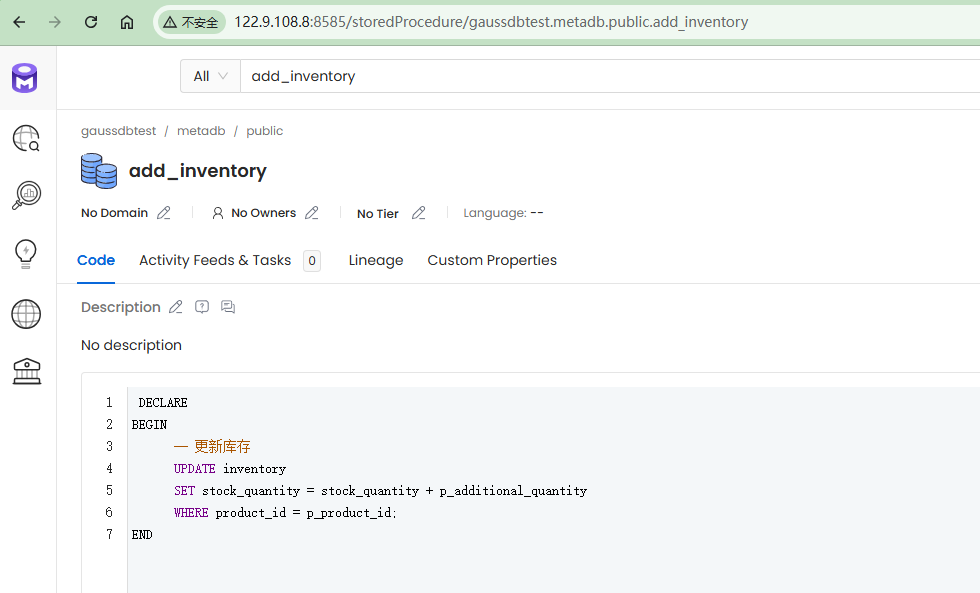 不安全 122.9.108.8:8585/storedProcedure/gaussdbtest.metadb.public.add_inventory
All add_inventory
gaussdbtest / metadb / public
add_inventory
No Domain No Owners No Tier Language: --
Code Activity Feeds & Tasks 0 Lineage Custom Properties
Description
No description
1 DECLARE
2 BEGIN
3 -- 更新库存
4 UPDATE inventory
5 SET stock_quantity = stock_quantity + p_additional_quantity
6 WHERE product_id = p_product_id;
7 END